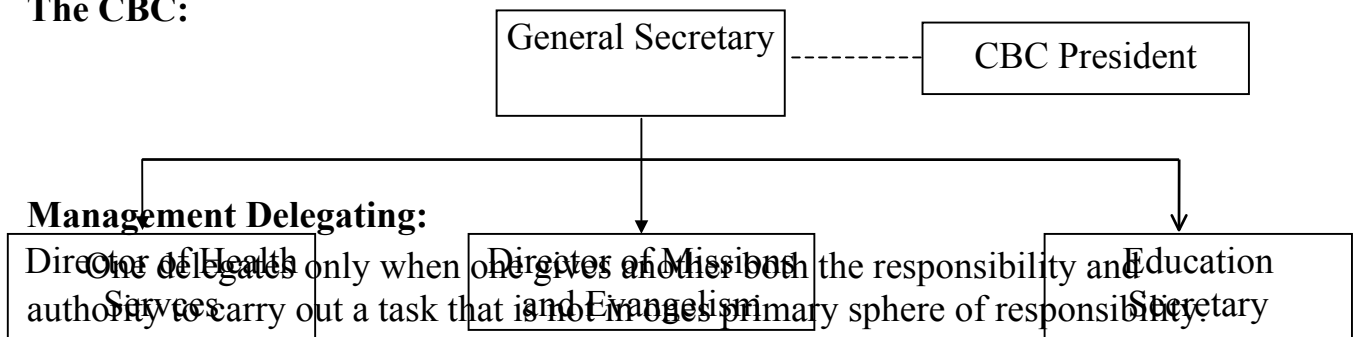 The CBC:
General Secretary
CBC President
Management Delegating:
Director of Health
Servces
Director of Missions
and Evangelism
Education
Secretary
One delegates only when one gives another both the responsibility and
authority to carry out a task that is not in ones primary sphere of responsibility.